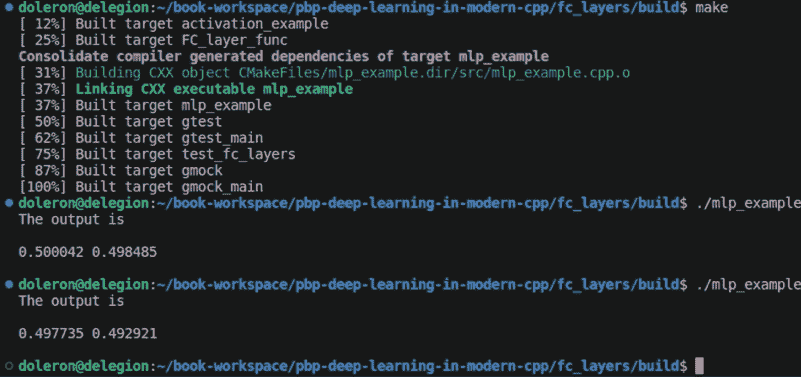 doleron@delegion:~/book-workspace/pbp-deep-learning-in-modern-cpp/fc_layers/build$ make
[ 12%] Built target activation_example
[ 25%] Built target FC_layer_func
Consolidate compiler generated dependencies of target mlp_example
[ 31%] Building CXX object CMakeFiles/mlp_example.dir/src/mlp_example.cpp.o
[ 37%] Linking CXX executable mlp_example
[ 37%] Built target mlp_example
[ 50%] Built target gtest
[ 62%] Built target gtest_main
[ 75%] Built target test_fc_layers
[ 87%] Built target gmock
[100%] Built target gmock_main
doleron@delegion:~/book-workspace/pbp-deep-learning-in-modern-cpp/fc_layers/build$ ./mlp_example
The output is
0.500042 0.498485
doleron@delegion:~/book-workspace/pbp-deep-learning-in-modern-cpp/fc_layers/build$ ./mlp_example
The output is
0.497735 0.492921
doleron@delegion:~/book-workspace/pbp-deep-learning-in-modern-cpp/fc_layers/build$